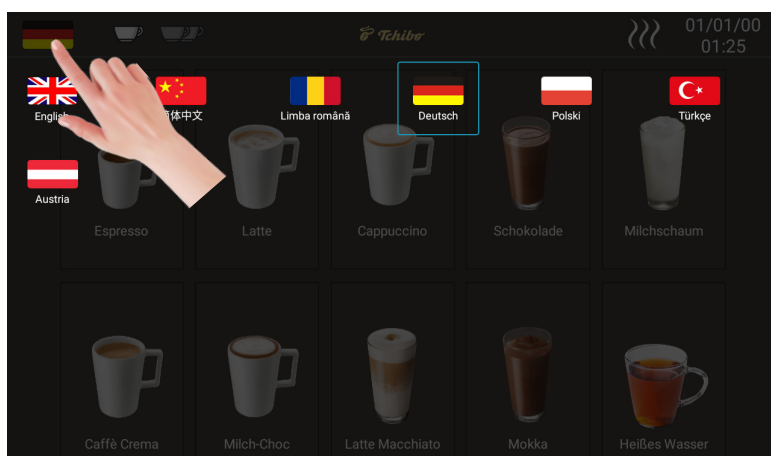 Tchibo
01/01/00
01:25
English
简体中文
Limba română
Deutsch
Polski
Türkçe
Austria
Espresso
Latte
Cappuccino
Schokolade
Milchschaum
Caffè Crema
Milch-Choc
Latte Macchiato
Mokka
Heißes Wasser